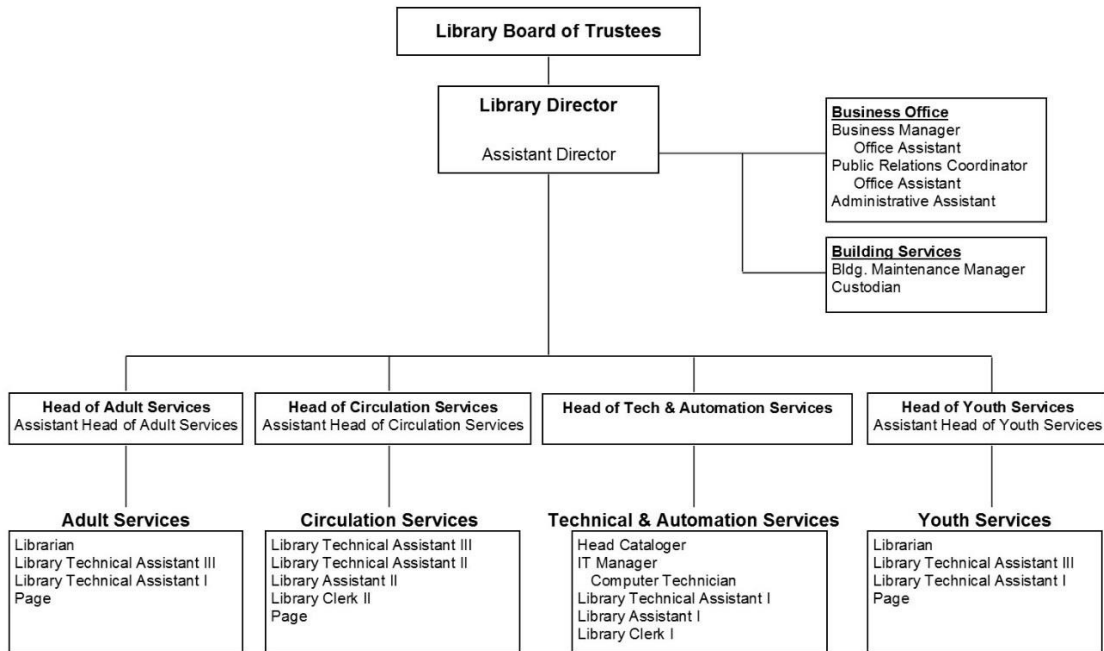 Library Board of Trustees
Library Director
Assistant Director
Business Office
Business Manager
Office Assistant
Public Relations Coordinator
Office Assistant
Administrative Assistant
Building Services
Bldg. Maintenance Manager
Custodian
Head of Adult Services
Assistant Head of Adult Services
Head of Circulation Services
Assistant Head of Circulation Services
Head of Tech & Automation Services
Head of Youth Services
Assistant Head of Youth Services
Adult Services
Librarian
Library Technical Assistant III
Library Technical Assistant I
Page
Circulation Services
Library Technical Assistant III
Library Technical Assistant II
Library Assistant II
Library Clerk II
Page
Technical & Automation Services
Head Cataloger
IT Manager
Computer Technician
Library Technical Assistant I
Library Assistant I
Library Clerk I
Youth Services
Librarian
Library Technical Assistant III
Library Technical Assistant I
Page